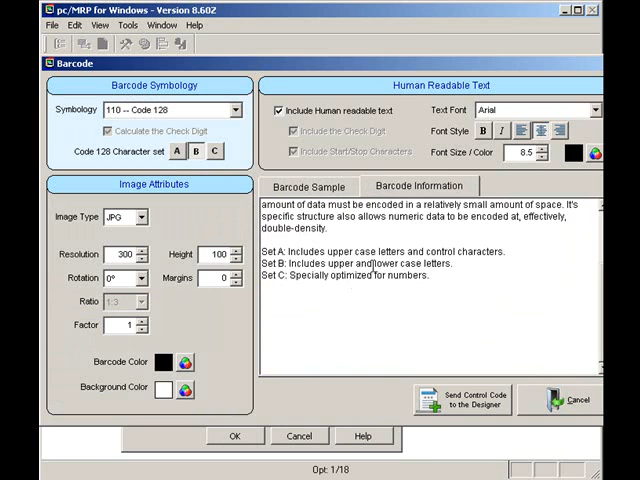 pc/MRP for Windows - Version 8.602
File Edit View Tools Window Help
Barcode
Barcode Symbology
Symbology 110 -- Code 128
Calculate the Check Digit
Code 128 Character set A B C
Human Readable Text
Include Human readable text
Text Font Arial
Include the Check Digit
Font Style B I
Include Start/Stop Characters
Font Size / Color 8.5
Image Attributes
Image Type JPG
Resolution 300 Height 100
Rotation 0° Margins 0
Ratio 1:3
Factor 1
Barcode Color
Background Color
Barcode Sample Barcode Information
amount of data must be encoded in a relatively small amount of space. It's
specific structure also allows numeric data to be encoded at, effectively,
double-density.
Set A: Includes upper case letters and control characters.
Set B: Includes upper and lower case letters.
Set C: Specially optimized for numbers.
Send Control Code
to the Designer
Cancel
OK Cancel Help
Opt: 1/18